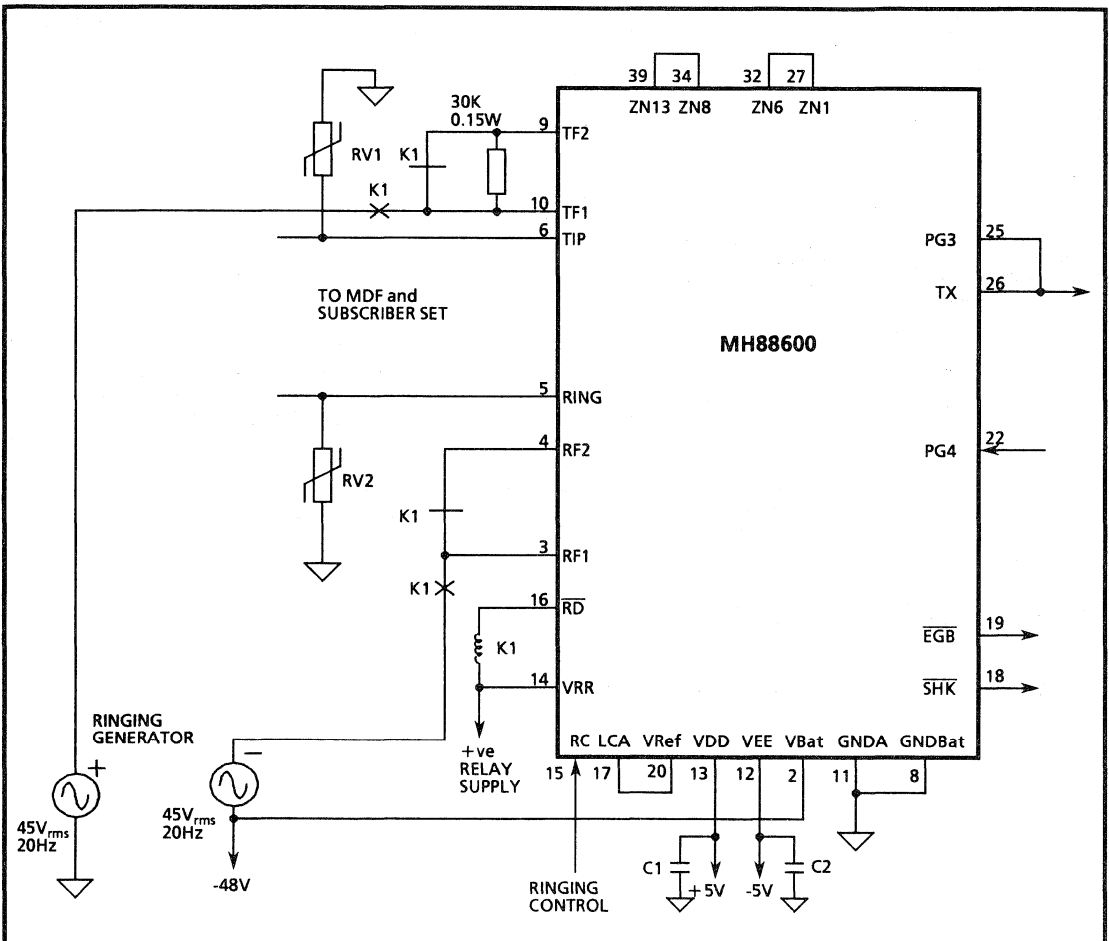 39 34 32 27
ZN13 ZN8 ZN6 ZN1
30K
0.15W
9 TF2
RV1
K1
K1
10 TF1
6 TIP
PG3 25
TX 26
TO MDF and
SUBSCRIBER SET
MH88600
5 RING
4 RF2
PG4 22
RV2
K1
3 RF1
K1
16 RD
K1
EGB 19
14 VRR
SHK 18
RINGING
GENERATOR
+
−
+ve
RELAY
SUPPLY
RC LCA VRef VDD VEE VBat GNDA GNDBat
15 17 20 13 12 2 11 8
45Vrms
20Hz
45Vrms
20Hz
-48V
C1
+5V
-5V
C2
RINGING
CONTROL